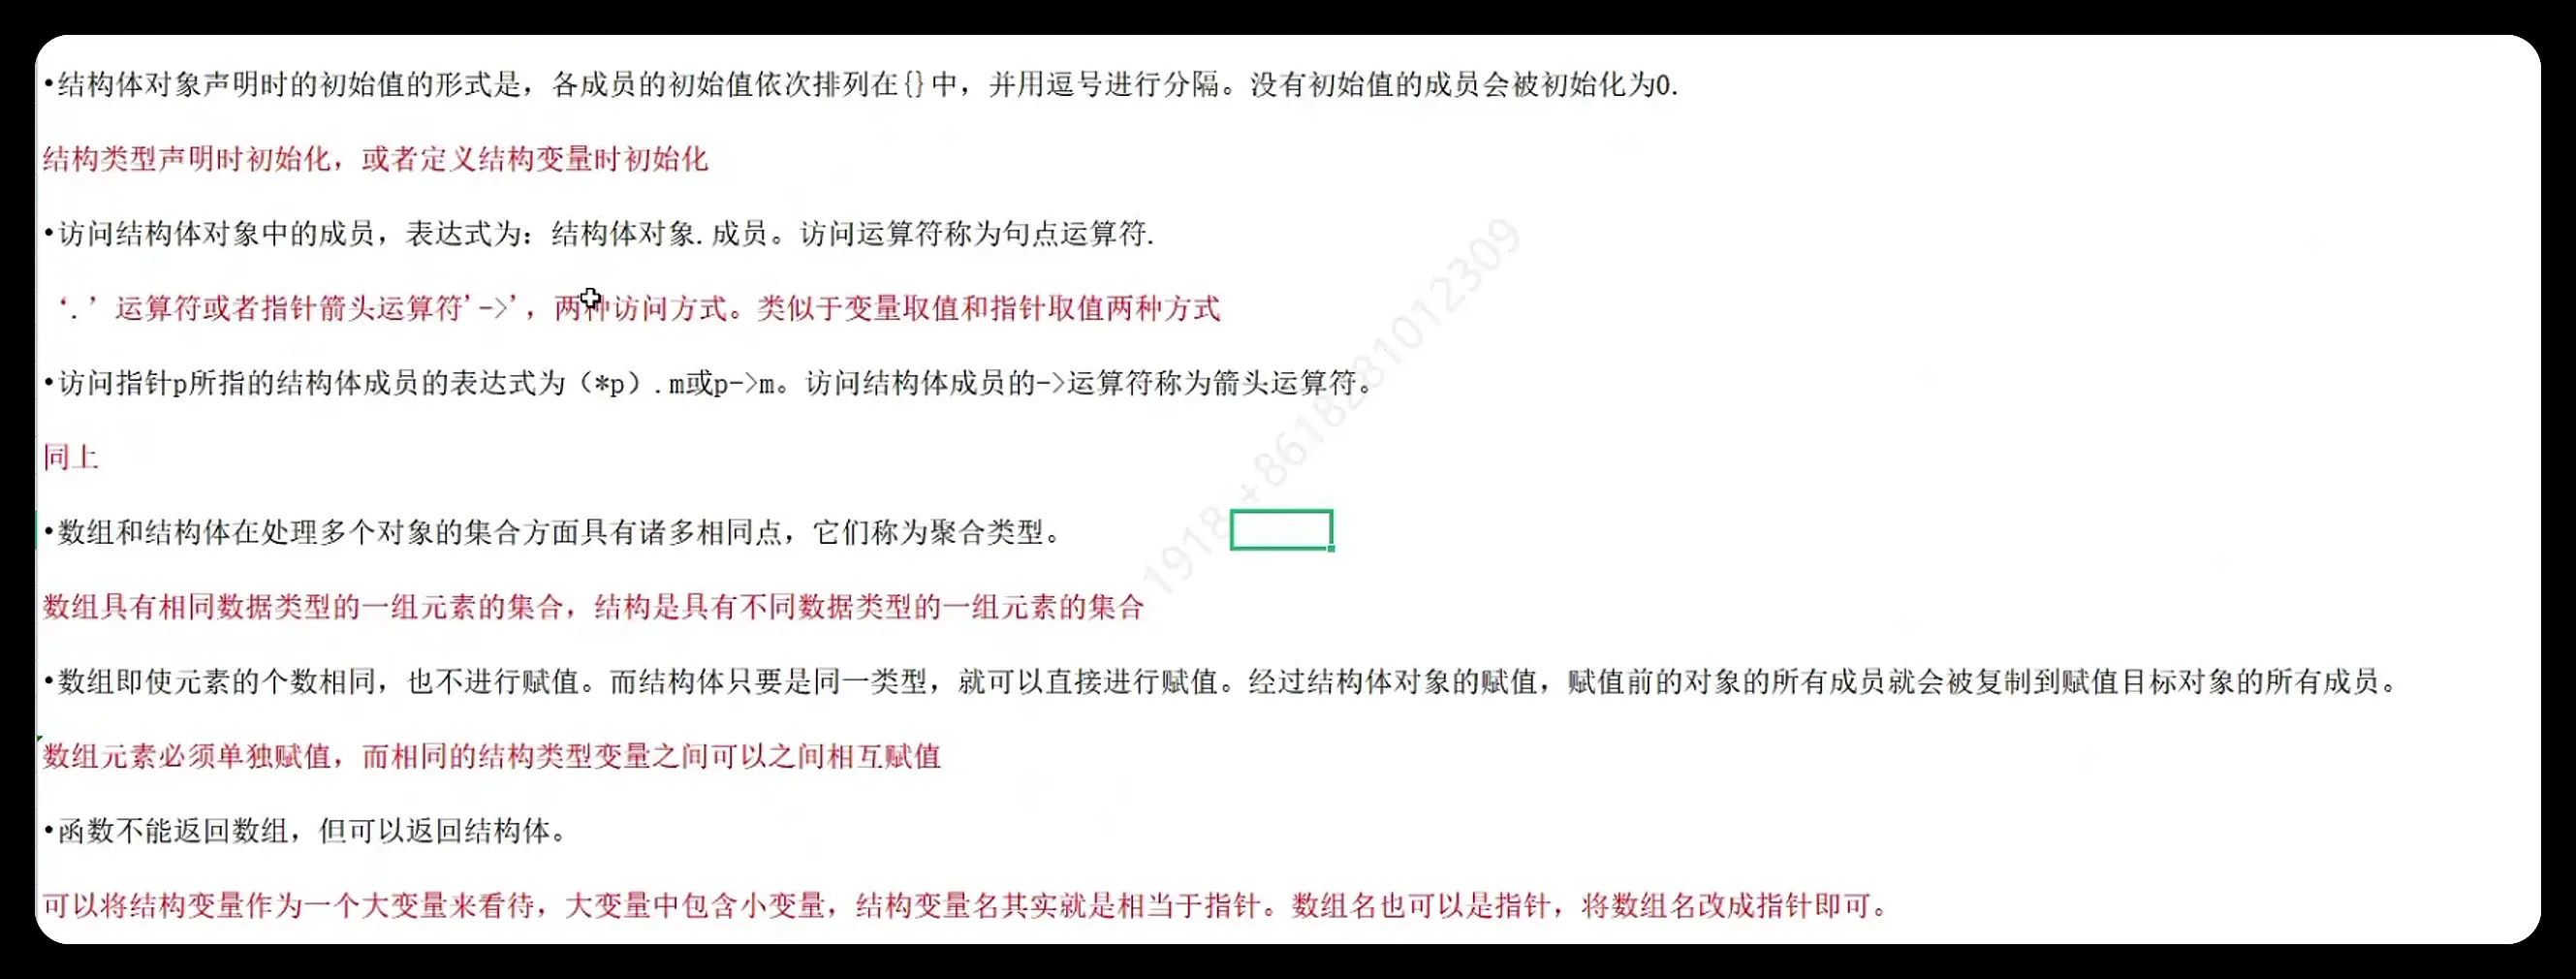 •结构体对象声明时的初始值的形式是，各成员的初始值依次排列在{}中，并用逗号进行分隔。没有初始值的成员会被初始化为0.
结构类型声明时初始化，或者定义结构变量时初始化
•访问结构体对象中的成员，表达式为：结构体对象.成员。访问运算符称为句点运算符.
‘.’运算符或者指针箭头运算符'->'，两种访问方式。类似于变量取值和指针取值两种方式
•访问指针p所指的结构体成员的表达式为（*p）.m或p->m。访问结构体成员的->运算符称为箭头运算符。
同上
•数组和结构体在处理多个对象的集合方面具有诸多相同点，它们称为聚合类型。
数组具有相同数据类型的一组元素的集合，结构是具有不同数据类型的一组元素的集合
•数组即使元素的个数相同，也不进行赋值。而结构体只要是同一类型，就可以直接进行赋值。经过结构体对象的赋值，赋值前的对象的所有成员就会被复制到赋值目标对象的所有成员。
数组元素必须单独赋值，而相同的结构类型变量之间可以之间相互赋值
•函数不能返回数组，但可以返回结构体。
可以将结构变量作为一个大变量来看待，大变量中包含小变量，结构变量名其实就是相当于指针。数组名也可以是指针，将数组名改成指针即可。